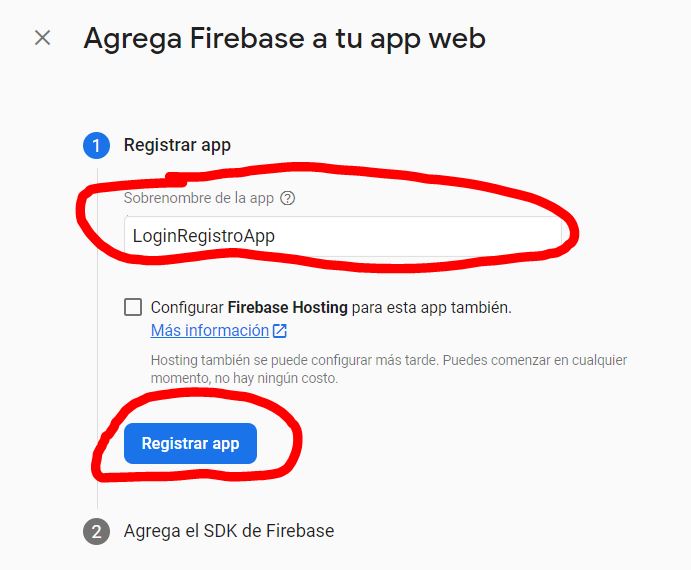 Agrega Firebase a tu app web
1 Registrar app
Sobrenombre de la app ?
LoginRegistroApp
Configurar Firebase Hosting para esta app también.
Más información
Hosting también se puede configurar más tarde. Puedes comenzar en cualquier
momento, no hay ningún costo.
Registrar app
2 Agrega el SDK de Firebase